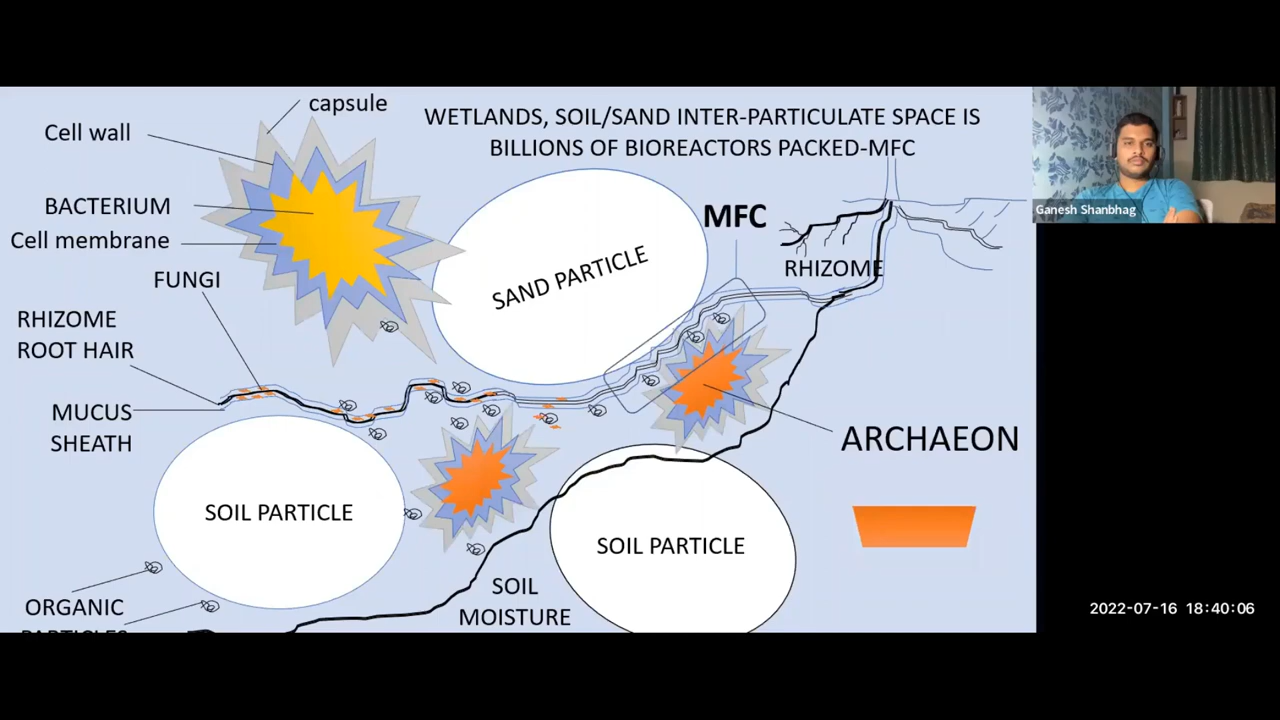 capsule
WETLANDS, SOIL/SAND INTER-PARTICULATE SPACE IS
BILLIONS OF BIOREACTORS PACKED-MFC
Cell wall
BACTERIUM
Cell membrane
FUNGI
RHIZOME
ROOT HAIR
MUCUS
SHEATH
SAND PARTICLE
MFC
RHIZOME
Ganesh Shanbhag
ARCHAEON
SOIL PARTICLE
SOIL PARTICLE
SOIL
MOISTURE
ORGANIC
PARTICLES
2022-07-16 18:40:06